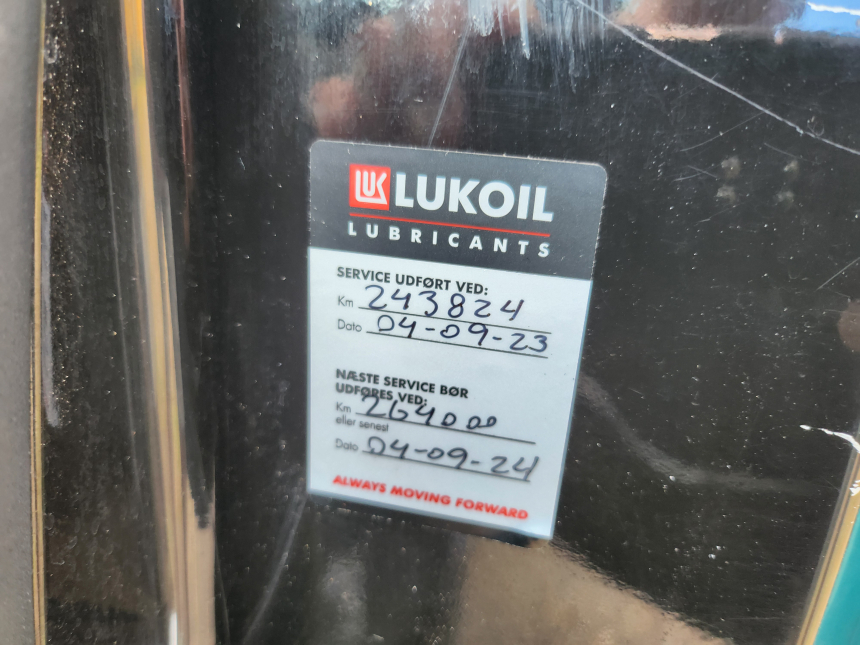 LUK LUKOIL
LUBRICANTS
SERVICE UDFØRT VED:
Km 243824
Dato 04-09-23
NÆSTE SERVICE BØR
UDFØRES VED:
Km 264000
eller senest
Dato 04-09-24
ALWAYS MOVING FORWARD